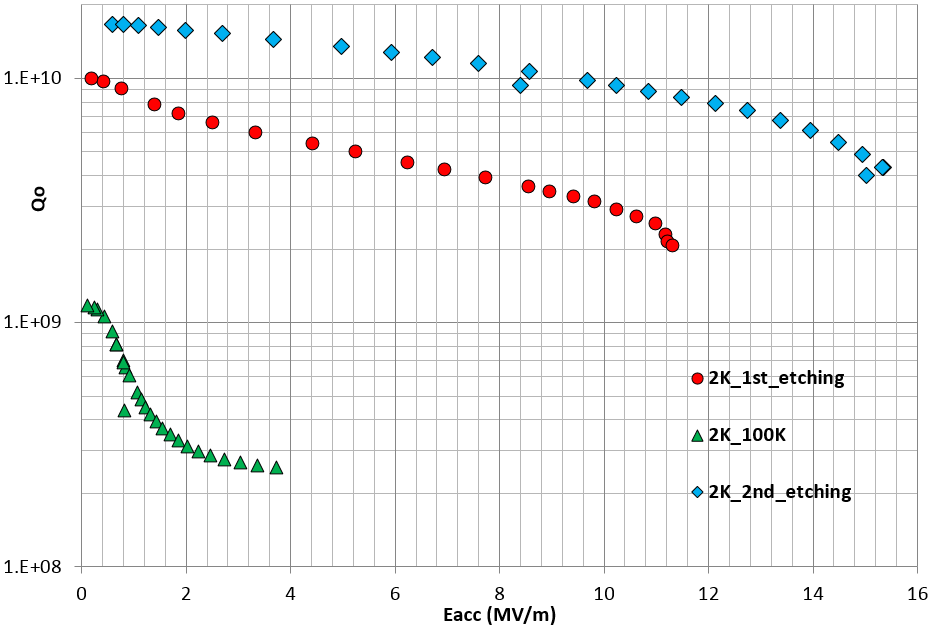 1.E+10
Qo
1.E+09
2K_1st_etching
2K_100K
2K_2nd_etching
1.E+08
0 2 4 6 8 10 12 14 16
Eacc (MV/m)